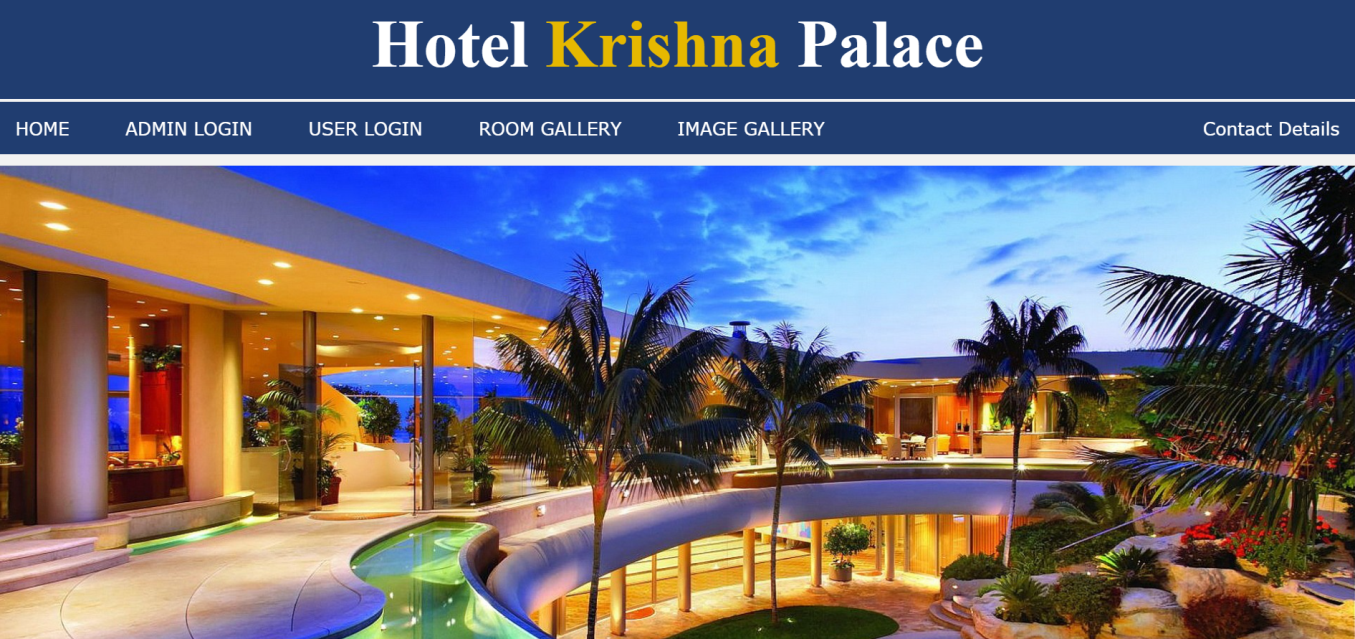 Hotel Krishna Palace
HOME ADMIN LOGIN USER LOGIN ROOM GALLERY IMAGE GALLERY Contact Details